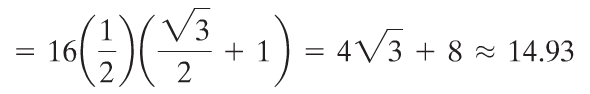 = 16(1/2)(√3/2 + 1) = 4√3 + 8 ≈ 14.93